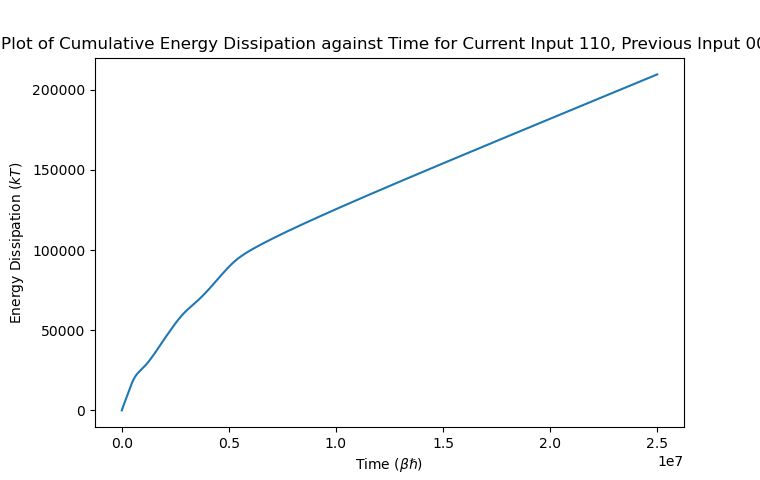 Plot of Cumulative Energy Dissipation against Time for Current Input 110, Previous Input 00
Energy Dissipation (kT)
200000
150000
100000
50000
0
0.0 0.5 1.0 1.5 2.0 2.5
1e7
Time (βħ)